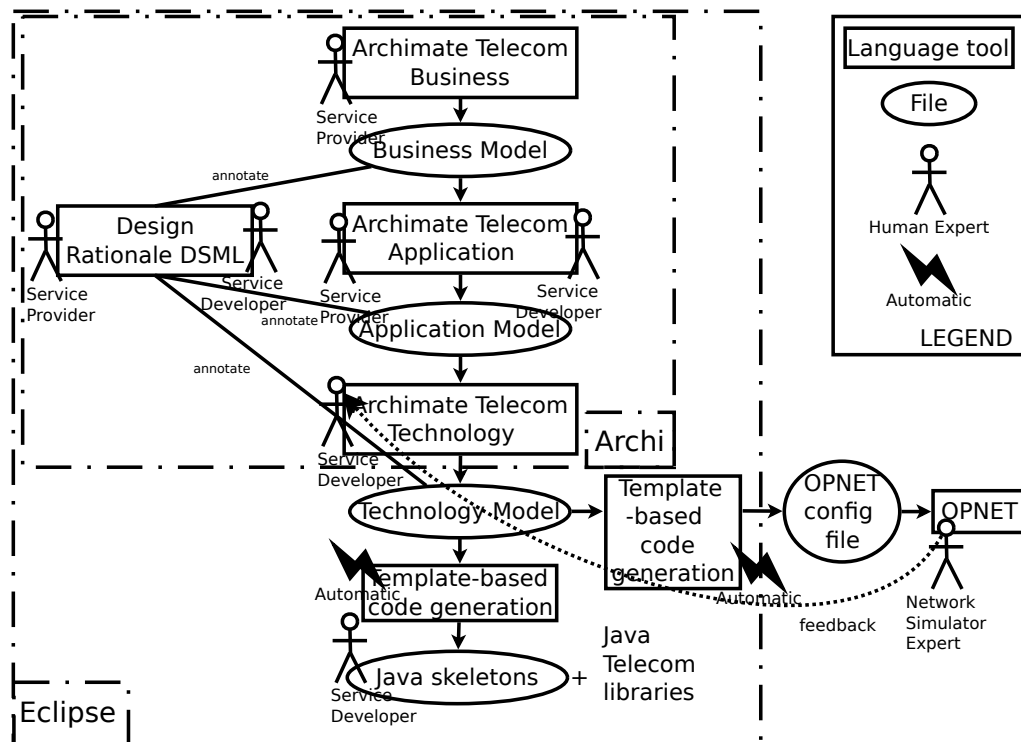 Archimate Telecom
Business
Service
Provider
Business Model
annotate
Design
Rationale DSML
Service
Provider
Service
Developer
Archimate Telecom
Application
Service
Provider
Service
Developer
annotate
Application Model
annotate
Archimate Telecom
Technology
Service
Developer
Archi
Technology Model
Template
-based
code
generation
Automatic
OPNET
config
file
OPNET
Network
Simulator
Expert
feedback
Automatic
Template-based
code generation
Service
Developer
Java skeletons
+
Java
Telecom
libraries
Eclipse
Language tool
File
Human Expert
Automatic
LEGEND